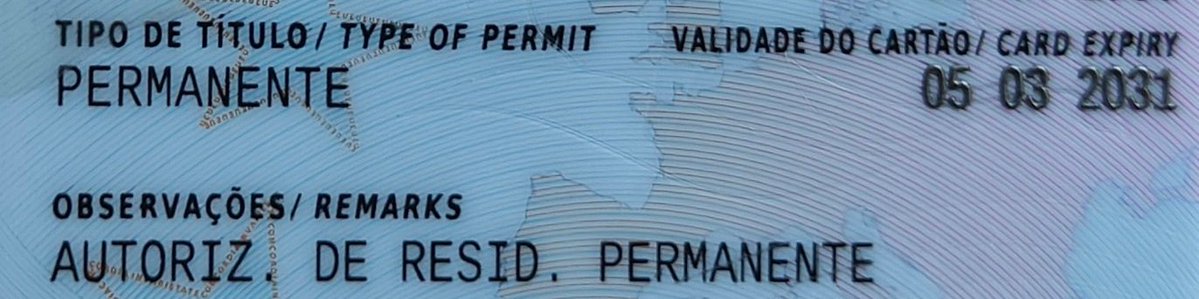 TIPO DE TÍTULO/ TYPE OF PERMIT VALIDADE DO CARTÃO/ CARD EXPIRY
PERMANENTE 05 03 2031
OBSERVAÇÕES/ REMARKS
AUTORIZ. DE RESID. PERMANENTE